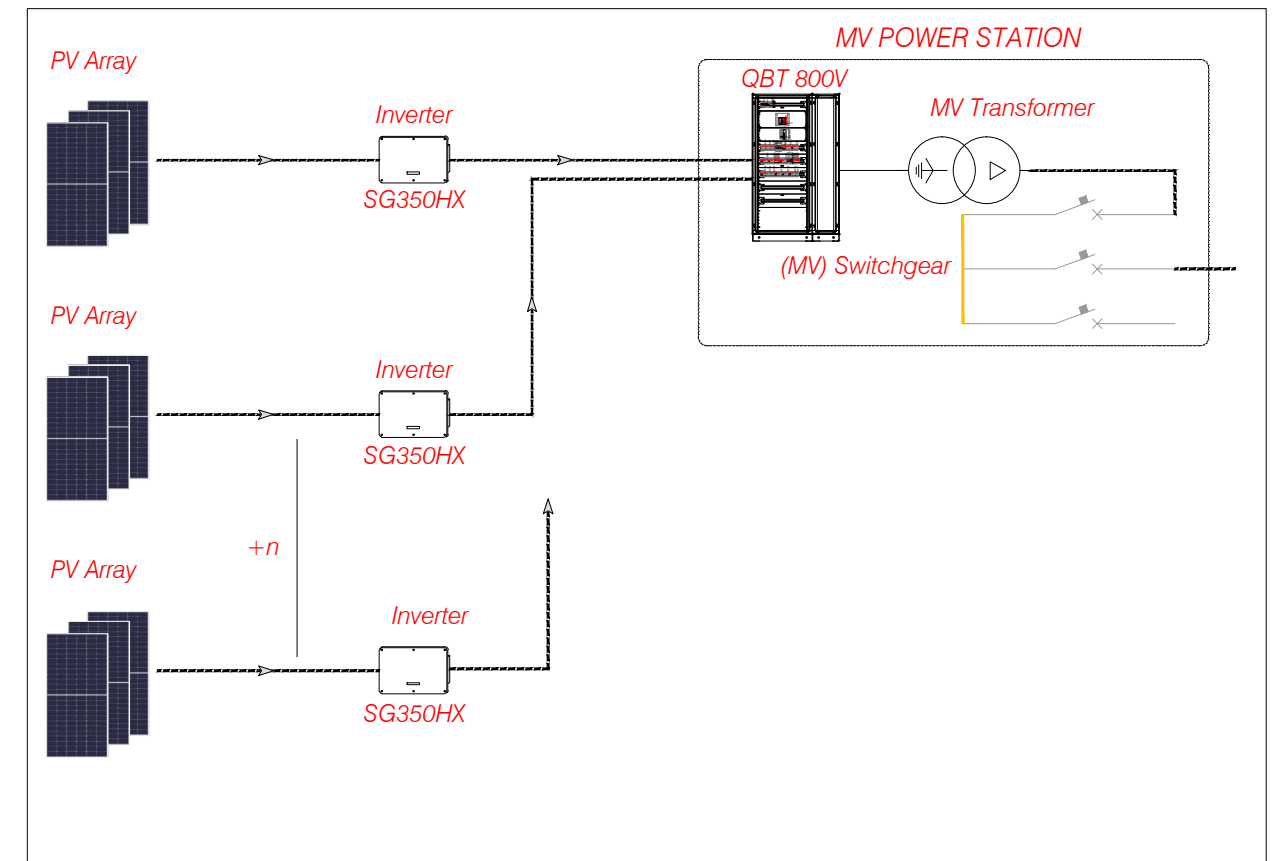 MV POWER STATION
PV Array
QBT 800V
Inverter
MV Transformer
SG350HX
(MV) Switchgear
PV Array
Inverter
SG350HX
+n
PV Array
Inverter
SG350HX